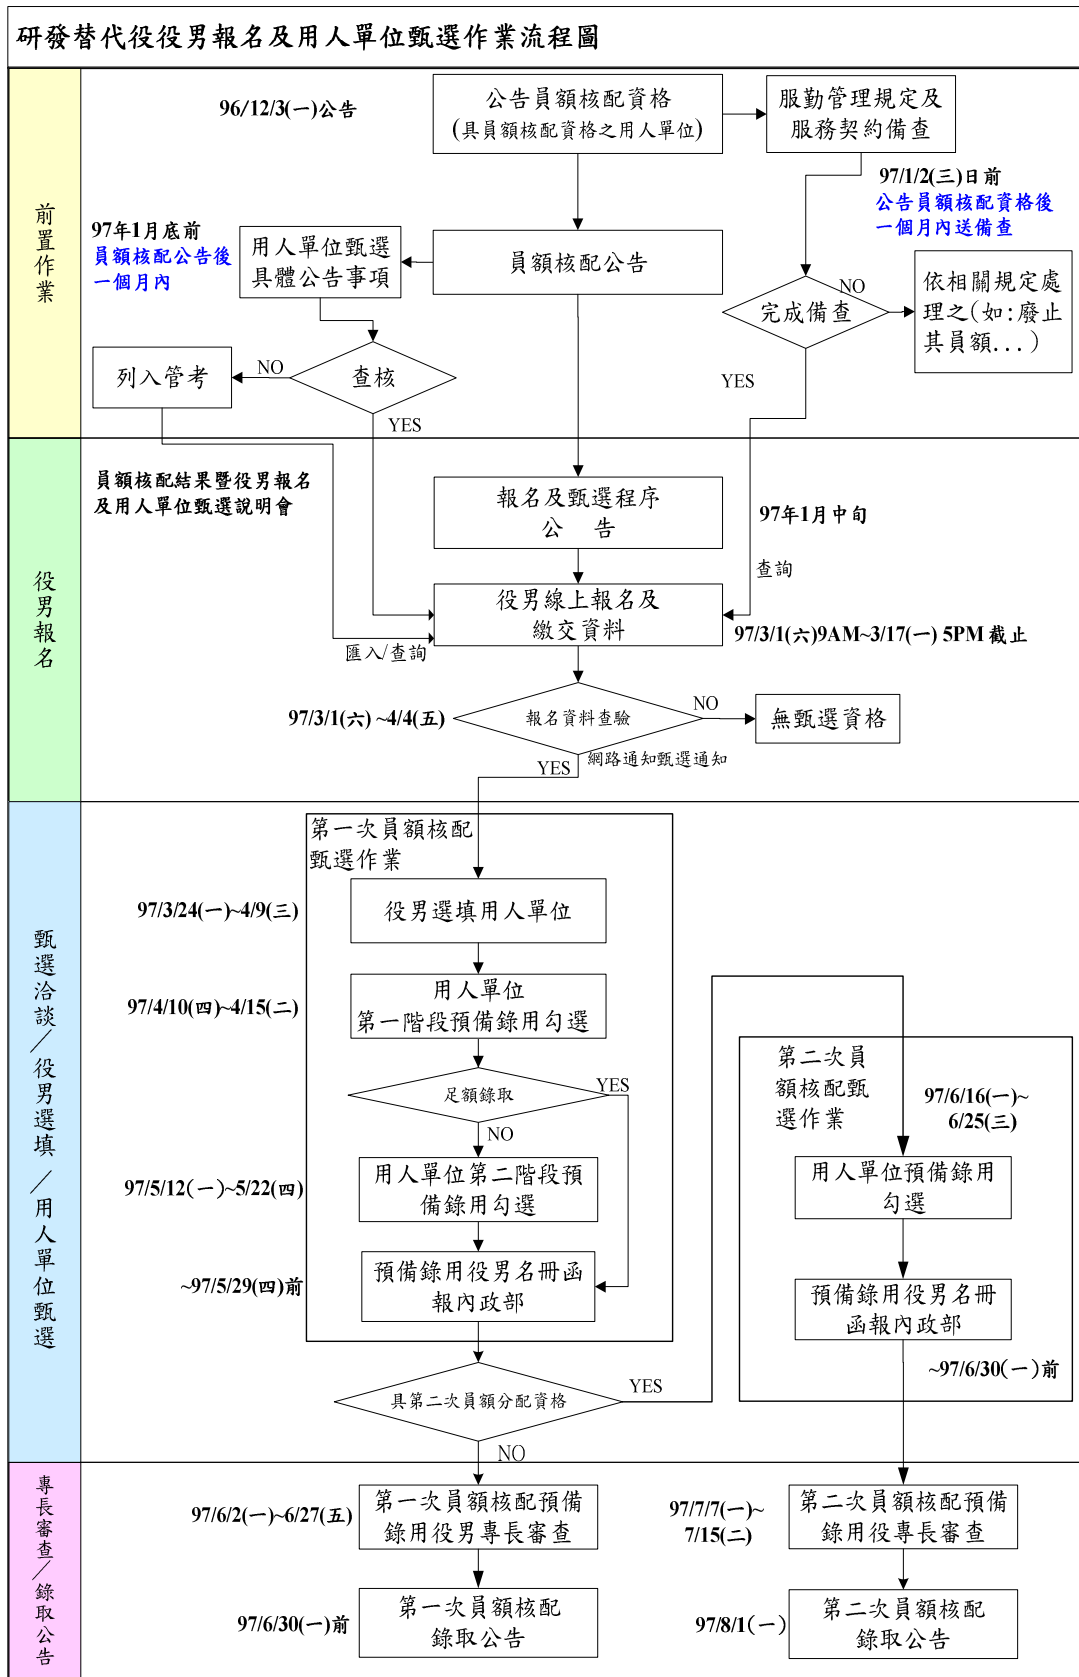 研發替代役役男報名及用人單位甄選作業流程圖
前置作業
96/12/3(一)公告
公告員額核配資格
(具員額核配資格之用人單位)
服勤管理規定及
服務契約備查
97/1/2(三)日前
公告員額核配資格後
一個月內送備查
97年1月底前
員額核配公告後
一個月內
用人單位甄選
具體公告事項
員額核配公告
完成備查
NO
依相關規定處
理之(如:廢止
其員額...)
YES
列入管考
NO
查核
YES
役男報名
員額核配結果暨役男報名
及用人單位甄選說明會
報名及甄選程序
公 告
97年1月中旬
查詢
役男線上報名及
繳交資料
97/3/1(六)9AM~3/17(一) 5PM 截止
匯入/查詢
97/3/1(六) ~4/4(五)
報名資料查驗
NO
無甄選資格
YES
網路通知甄選通知
甄選洽談/役男選填/用人單位甄選
第一次員額核配
甄選作業
97/3/24(一)~4/9(三)
役男選填用人單位
97/4/10(四)~4/15(二)
用人單位
第一階段預備錄用勾選
足額錄取
YES
NO
97/5/12(一)~5/22(四)
用人單位第二階段預
備錄用勾選
~97/5/29(四)前
預備錄用役男名冊函
報內政部
具第二次員額分配資格
YES
NO
第二次員
額核配甄
選作業
97/6/16(一)~
6/25(三)
用人單位預備錄用
勾選
預備錄用役男名冊
函報內政部
~97/6/30(一)前
專長審查/錄取公告
97/6/2(一)~6/27(五)
第一次員額核配預備
錄用役男專長審查
97/7/7(一)~
7/15(二)
第二次員額核配預備
錄用役專長審查
97/6/30(一)前
第一次員額核配
錄取公告
97/8/1(一)
第二次員額核配
錄取公告